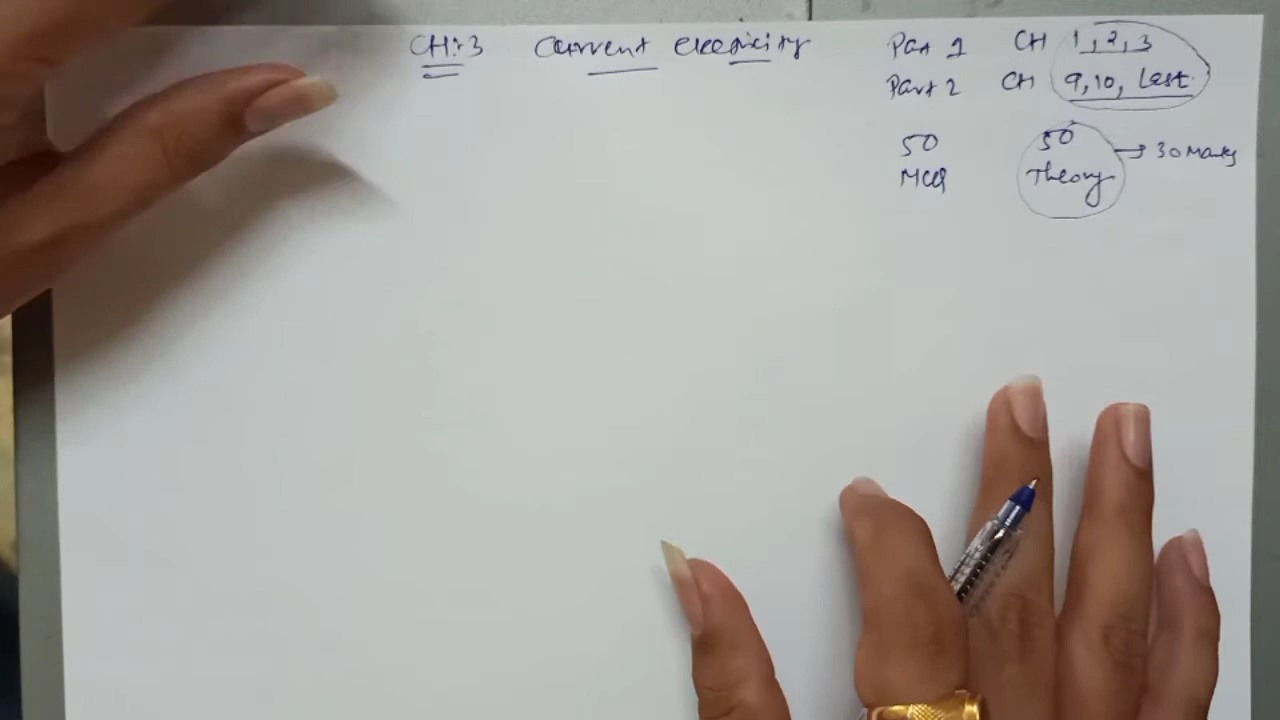 CH:3 Current electricity
Part 1 CH 1,2,3
Part 2 CH 9,10, Last
50 50 → 30 Marks
MCQ Theory